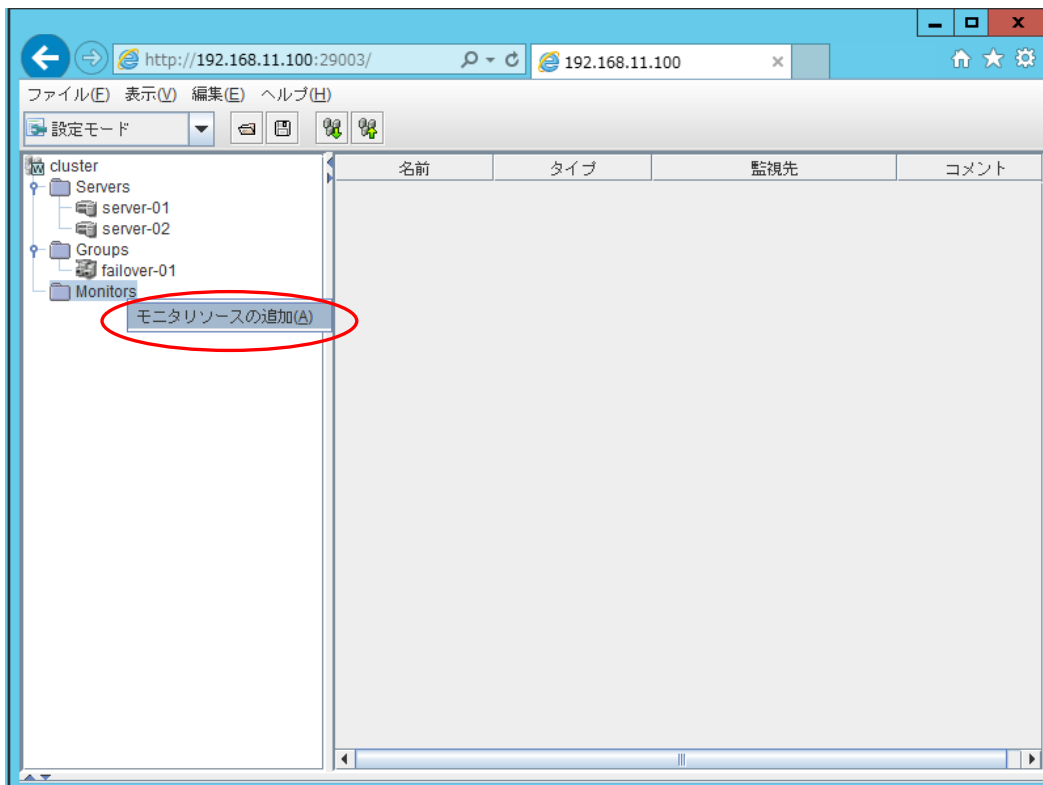 http://192.168.11.100:29003/
192.168.11.100
ファイル(F) 表示(V) 編集(E) ヘルプ(H)
設定モード
cluster
Servers
server-01
server-02
Groups
failover-01
Monitors
モニタリソースの追加(A)
名前 タイプ 監視先 コメント